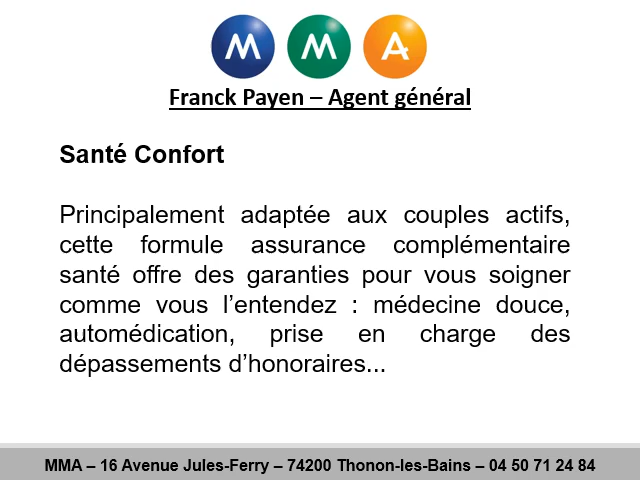 MMA
Franck Payen – Agent général
Santé Confort
Principalement adaptée aux couples actifs,
cette formule assurance complémentaire
santé offre des garanties pour vous soigner
comme vous l’entendez : médecine douce,
automédication, prise en charge des
dépassements d’honoraires...
MMA – 16 Avenue Jules-Ferry – 74200 Thonon-les-Bains – 04 50 71 24 84